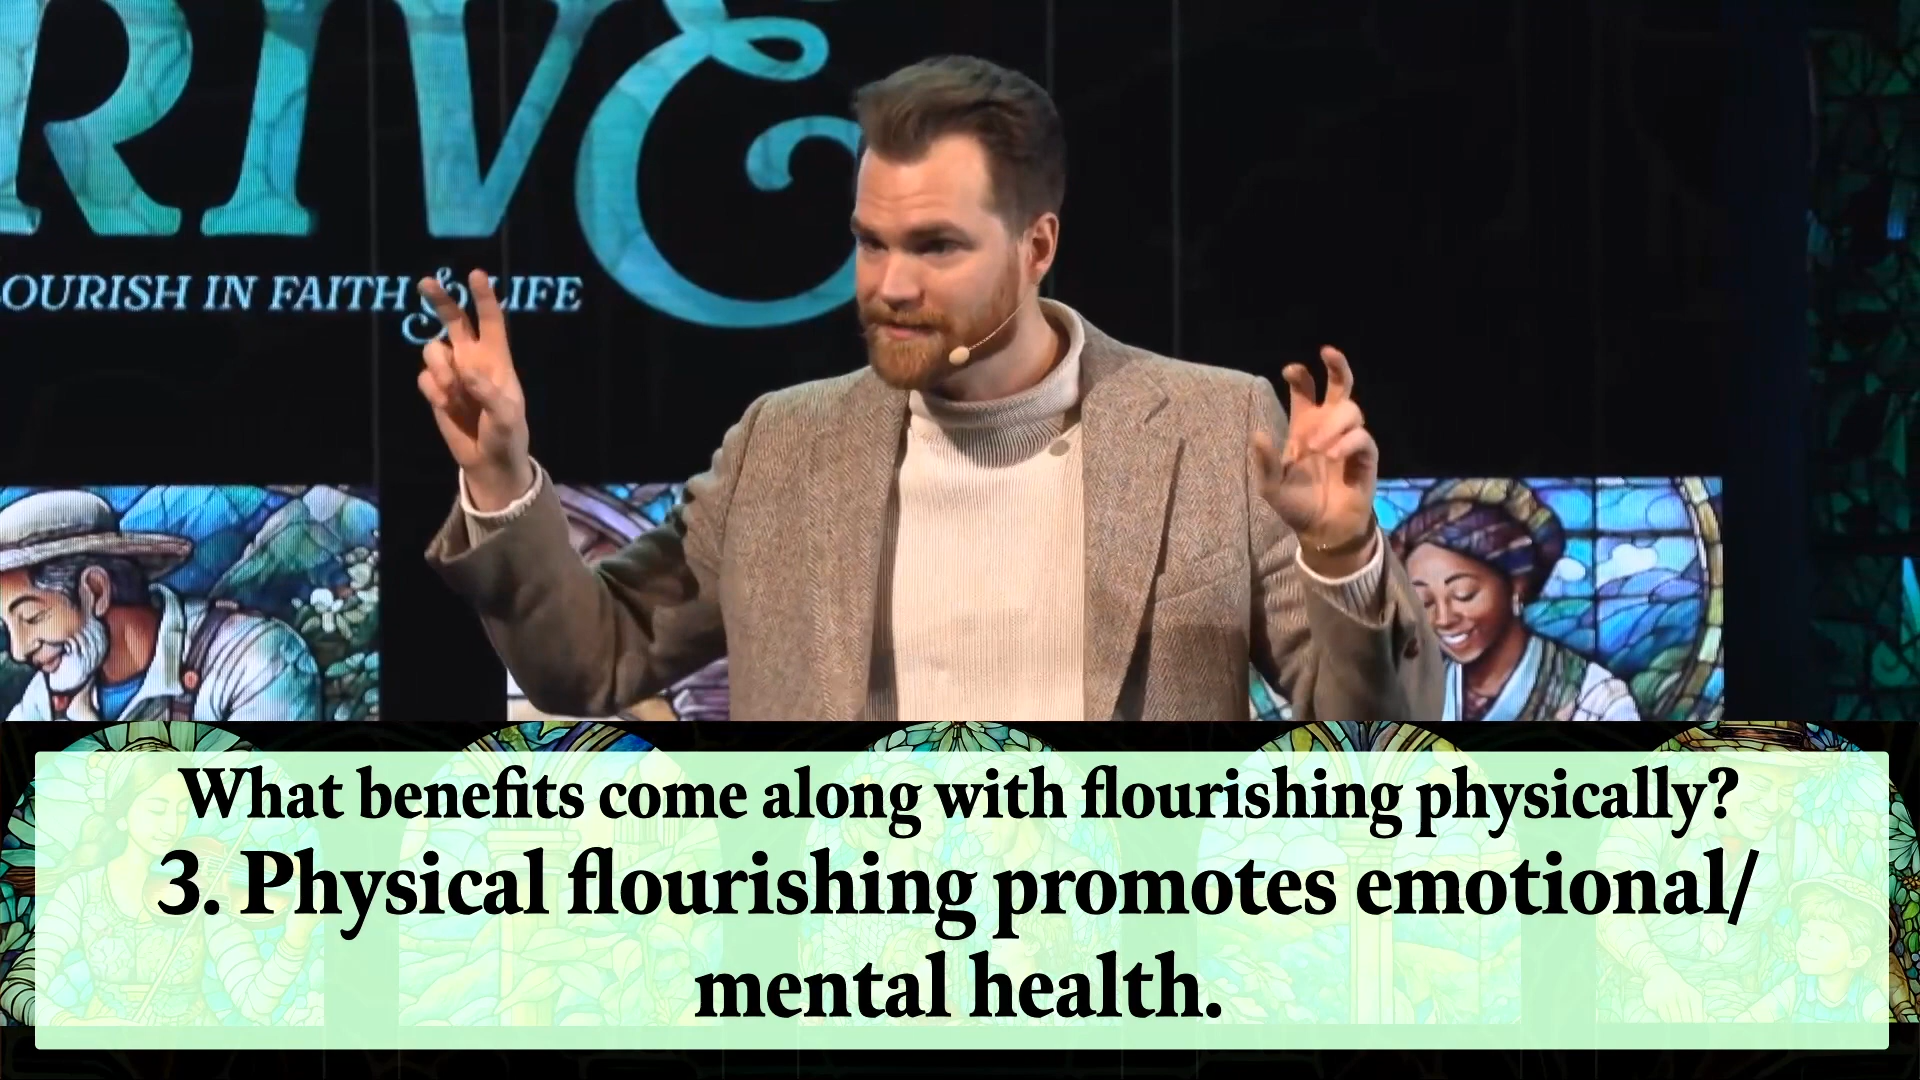 RIVE
OURISH IN FAITH & LIFE
What benefits come along with flourishing physically?
3. Physical flourishing promotes emotional/
mental health.